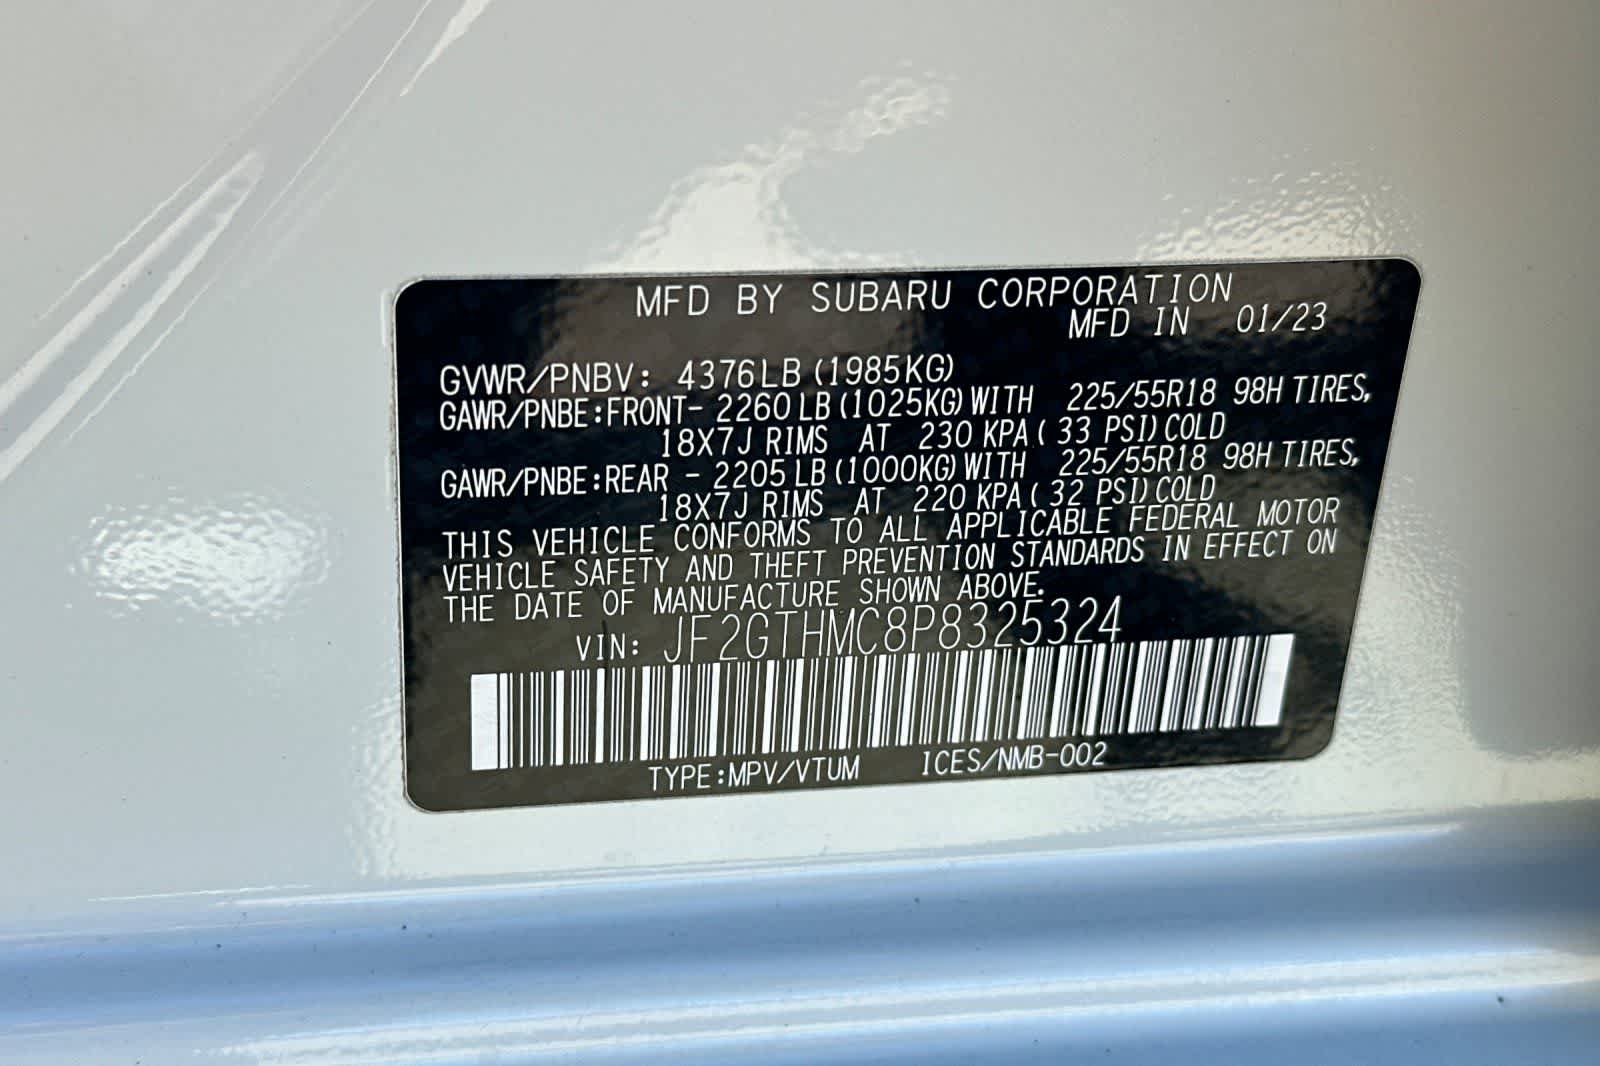 MFD BY SUBARU CORPORATION
MFD IN 01/23
GVWR/PNBV: 4376LB (1985KG)
GAWR/PNBE:FRONT- 2260 LB (1025KG) WITH 225/55R18 98H TIRES,
18X7J RIMS AT 230 KPA ( 33 PSI) COLD
GAWR/PNBE:REAR - 2205 LB (1000KG) WITH 225/55R18 98H TIRES,
18X7J RIMS AT 220 KPA ( 32 PSI) COLD
THIS VEHICLE CONFORMS TO ALL APPLICABLE FEDERAL MOTOR
VEHICLE SAFETY AND THEFT PREVENTION STANDARDS IN EFFECT ON
THE DATE OF MANUFACTURE SHOWN ABOVE.
VIN: JF2GTHMC8P8325324
TYPE:MPV/VTUM ICES/NMB-002